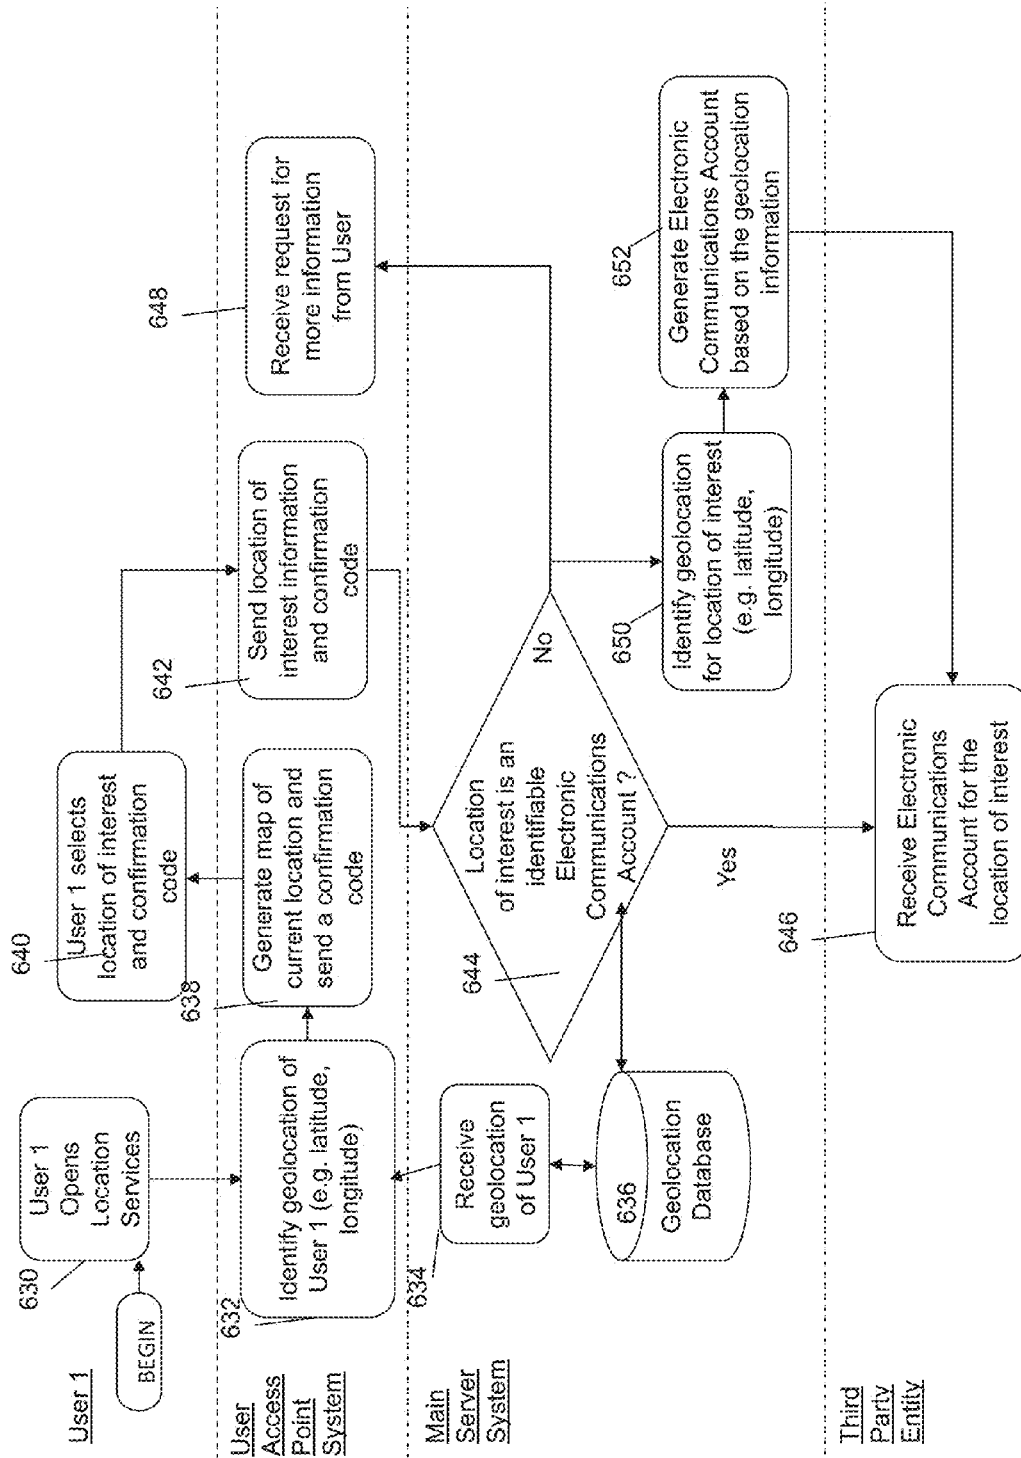 User 1
BEGIN
630
User 1
Opens
Location
Services
640
User 1 selects
location of interest
and confirmation
code
User
Access
Point
System
632
Identify geolocation of
User 1 (e.g. latitude,
longitude)
638
Generate map of
current location and
send a confirmation
code
642
Send location of
interest information
and confirmation
code
648
Receive request for
more information
from User
Main
Server
System
634
Receive
geolocation
of User 1
636
Geolocation
Database
644
Location
of interest is an
identifiable
Electronic
Communications
Account ?
No
Yes
650
Identify geolocation
for location of interest
(e.g. latitude,
longitude)
652
Generate Electronic
Communications Account
based on the geolocation
information
Third
Party
Entity
646
Receive Electronic
Communications
Account for the
location of interest